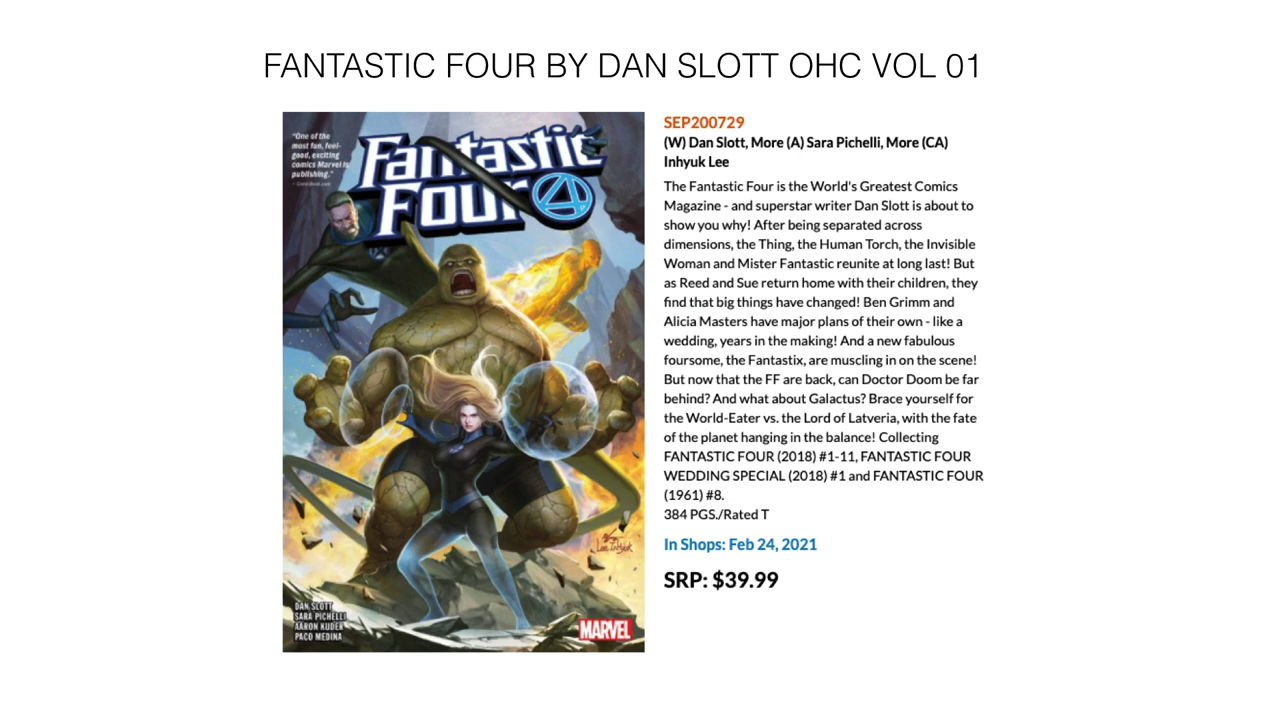 FANTASTIC FOUR BY DAN SLOTT OHC VOL 01
"One of the
most fun, feel-
good, exciting
comics Marvel is
publishing."
— ComicBook.com
Fantastic
Four
4
SEP200729
(W) Dan Slott, More (A) Sara Pichelli, More (CA)
Inhyuk Lee
The Fantastic Four is the World's Greatest Comics
Magazine - and superstar writer Dan Slott is about to
show you why! After being separated across
dimensions, the Thing, the Human Torch, the Invisible
Woman and Mister Fantastic reunite at long last! But
as Reed and Sue return home with their children, they
find that big things have changed! Ben Grimm and
Alicia Masters have major plans of their own - like a
wedding, years in the making! And a new fabulous
foursome, the Fantastix, are muscling in on the scene!
But now that the FF are back, can Doctor Doom be far
behind? And what about Galactus? Brace yourself for
the World-Eater vs. the Lord of Latveria, with the fate
of the planet hanging in the balance! Collecting
FANTASTIC FOUR (2018) #1-11, FANTASTIC FOUR
WEDDING SPECIAL (2018) #1 and FANTASTIC FOUR
(1961) #8.
384 PGS./Rated T
In Shops: Feb 24, 2021
SRP: $39.99
Lee InHyuk
DAN SLOTT
SARA PICHELLI
AARON KUDER
PACO MEDINA
MARVEL